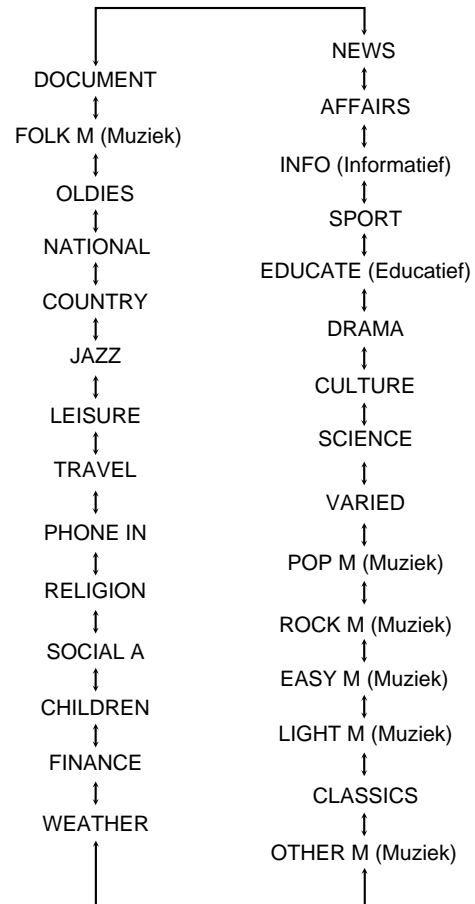 DOCUMENT
FOLK M (Muziek)
OLDIES
NATIONAL
COUNTRY
JAZZ
LEISURE
TRAVEL
PHONE IN
RELIGION
SOCIAL A
CHILDREN
FINANCE
WEATHER
NEWS
AFFAIRS
INFO (Informatief)
SPORT
EDUCATE (Educatief)
DRAMA
CULTURE
SCIENCE
VARIED
POP M (Muziek)
ROCK M (Muziek)
EASY M (Muziek)
LIGHT M (Muziek)
CLASSICS
OTHER M (Muziek)